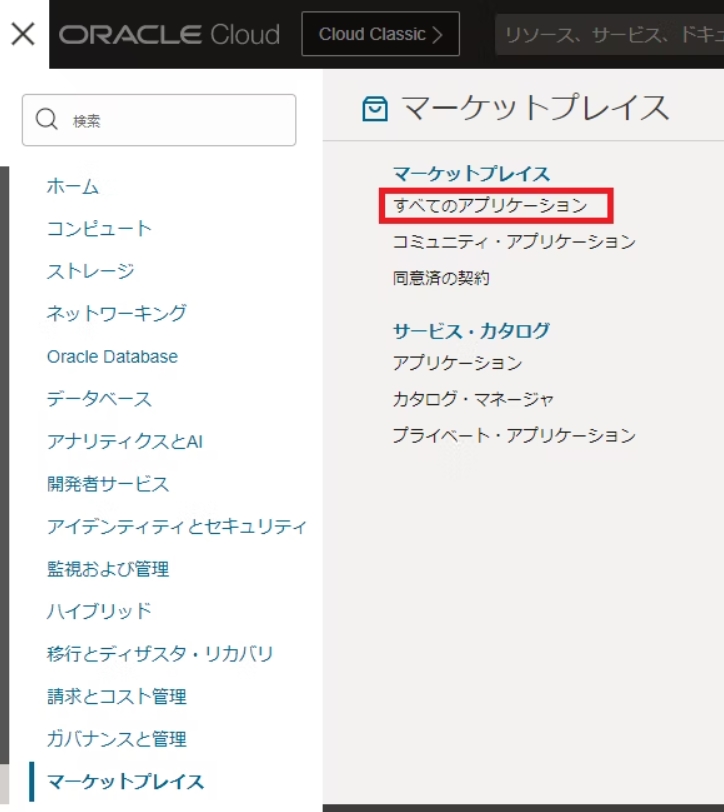 ORACLE Cloud
Cloud Classic
リソース、サービス、ドキュ
検索
ホーム
コンピュート
ストレージ
ネットワーキング
Oracle Database
データベース
アナリティクスとAI
開発者サービス
アイデンティティとセキュリティ
監視および管理
ハイブリッド
移行とディザスタ・リカバリ
請求とコスト管理
ガバナンスと管理
マーケットプレイス
マーケットプレイス
マーケットプレイス
すべてのアプリケーション
コミュニティ・アプリケーション
同意済の契約
サービス・カタログ
アプリケーション
カタログ・マネージャ
プライベート・アプリケーション